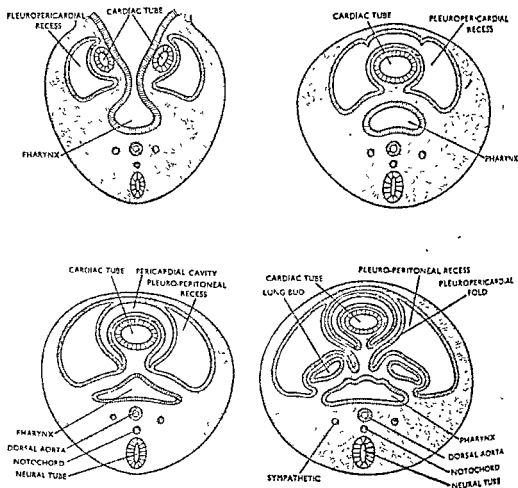 PLEUROPERICARDIAL
RECESS
CARDIAC TUBE
PHARYNX
CARDIAC TUBE
PLEUROPERICARDIAL
RECESS
PHARYNX
CARDIAC TUBE
PERICARDIAL CAVITY
PLEURO-PERITONEAL
RECESS
PHARYNX
DORSAL AORTA
NOTOCHORD
NEURAL TUBE
PLEURO-PERITONEAL RECESS
CARDIAC TUBE
PLEUROPERICARDIAL
FOLD
LUNG BUD
PHARYNX
DORSAL AORTA
NOTOCHORD
NEURAL TUBE
SYMPATHETIC